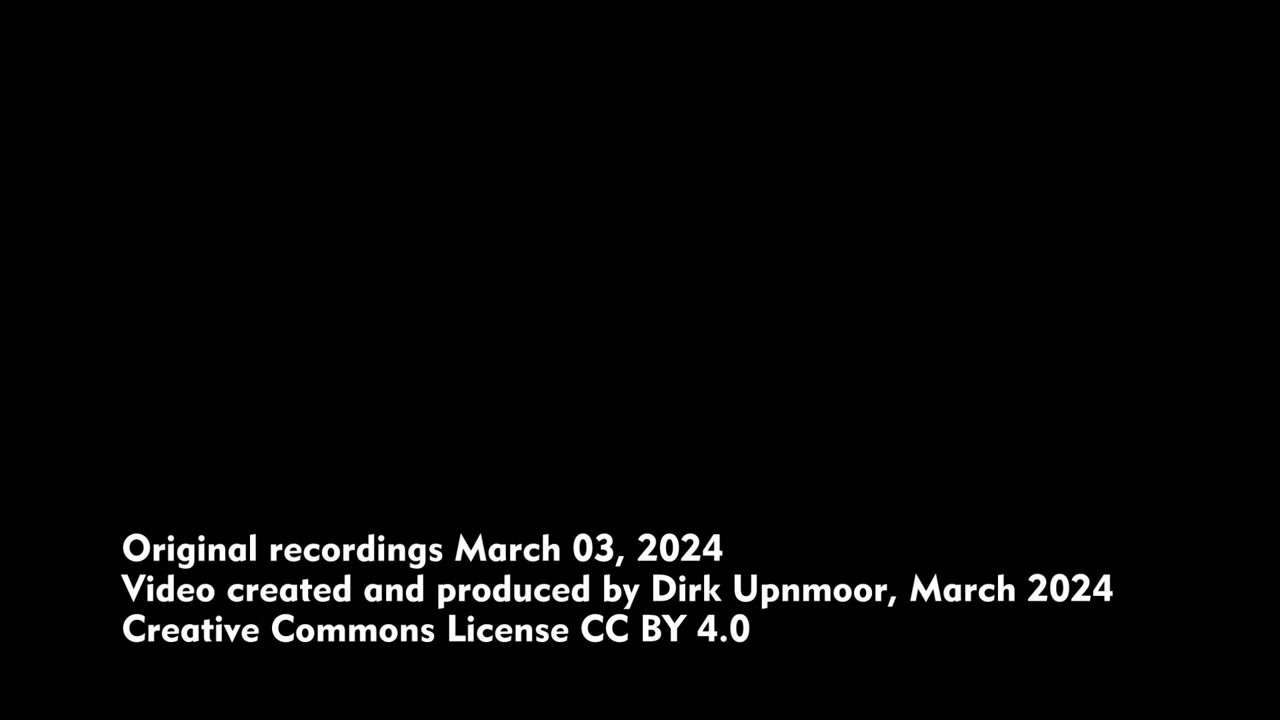 Original recordings March 03, 2024
Video created and produced by Dirk Upnmoor, March 2024
Creative Commons License CC BY 4.0